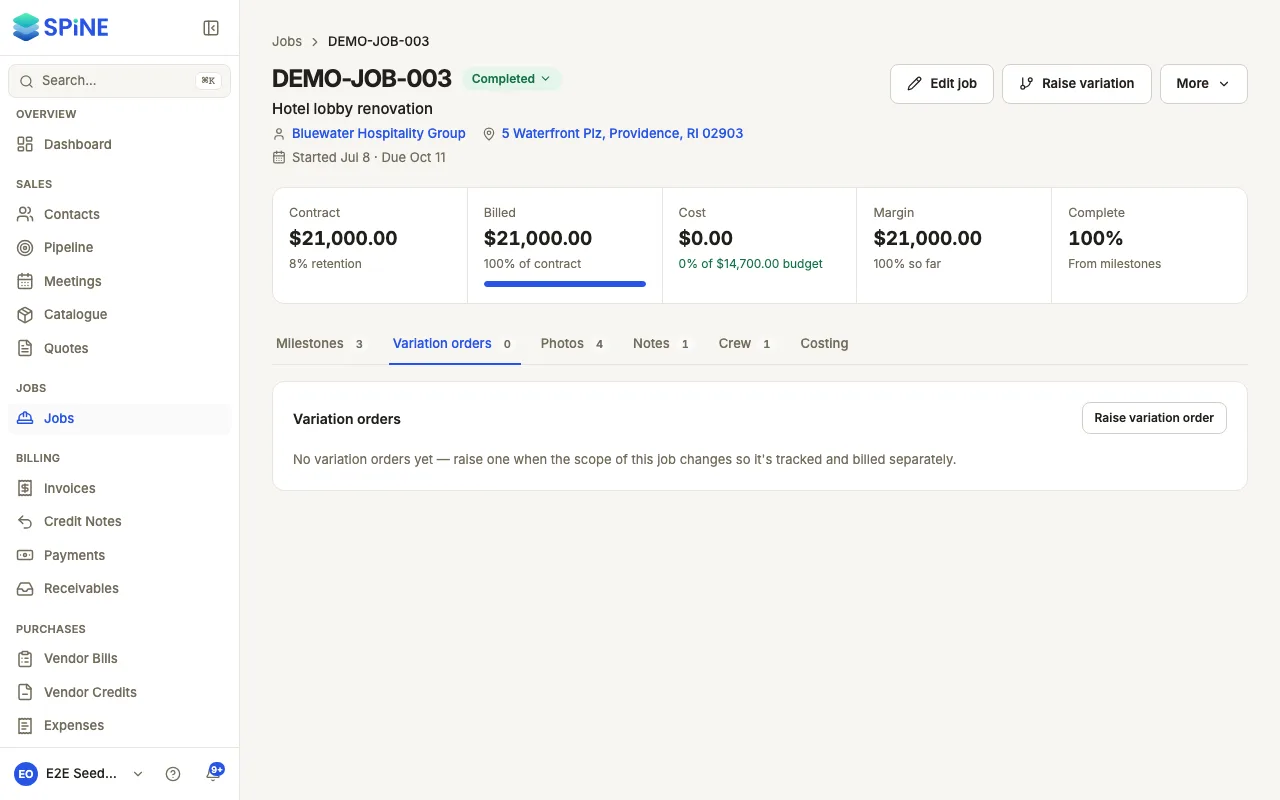 SPiNE
Search...
⌘K
OVERVIEW
Dashboard
SALES
Contacts
Pipeline
Meetings
Catalogue
Quotes
JOBS
Jobs
BILLING
Invoices
Credit Notes
Payments
Receivables
PURCHASES
Vendor Bills
Vendor Credits
Expenses
EO E2E Seed...
9+
Jobs > DEMO-JOB-003
DEMO-JOB-003 Completed
Edit job
Raise variation
More
Hotel lobby renovation
Bluewater Hospitality Group 5 Waterfront Plz, Providence, RI 02903
Started Jul 8 · Due Oct 11
Contract
$21,000.00
8% retention
Billed
$21,000.00
100% of contract
Cost
$0.00
0% of $14,700.00 budget
Margin
$21,000.00
100% so far
Complete
100%
From milestones
Milestones 3 Variation orders 0 Photos 4 Notes 1 Crew 1 Costing
Variation orders
Raise variation order
No variation orders yet — raise one when the scope of this job changes so it's tracked and billed separately.